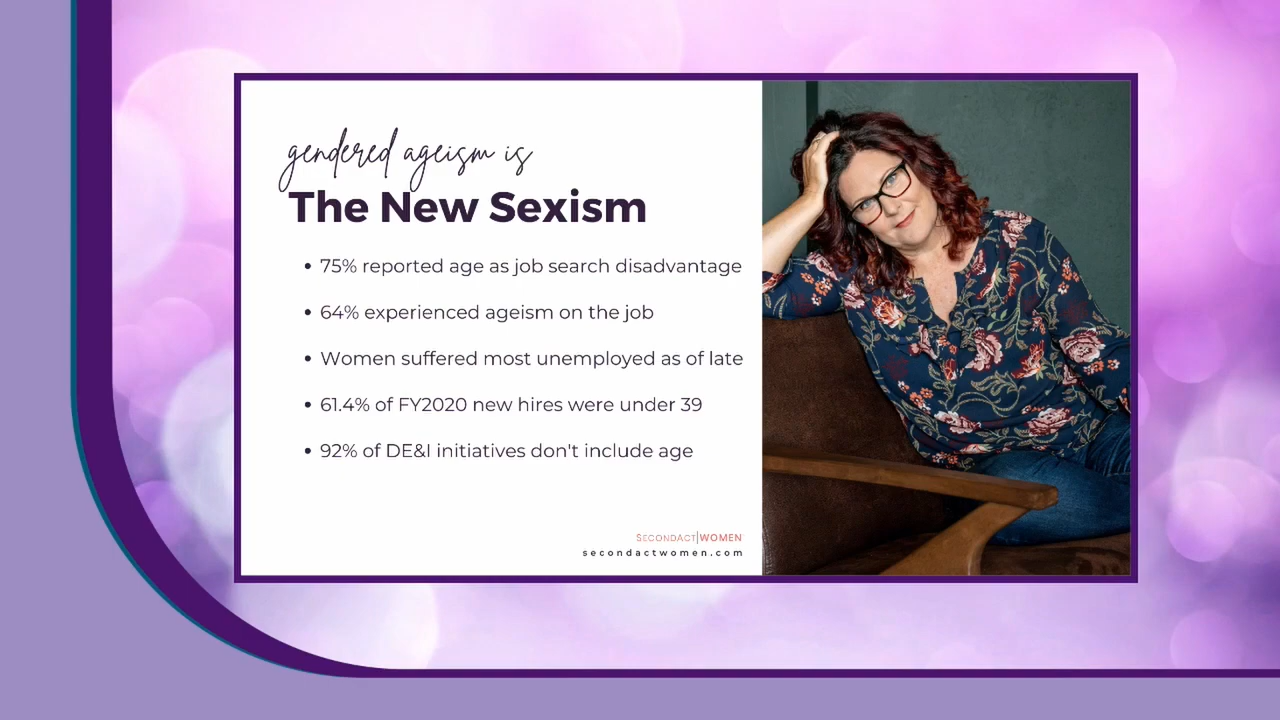 gendered ageism is
The New Sexism
• 75% reported age as job search disadvantage
• 64% experienced ageism on the job
• Women suffered most unemployed as of late
• 61.4% of FY2020 new hires were under 39
• 92% of DE&I initiatives don't include age
SECONDACT|WOMEN
secondactwomen.com